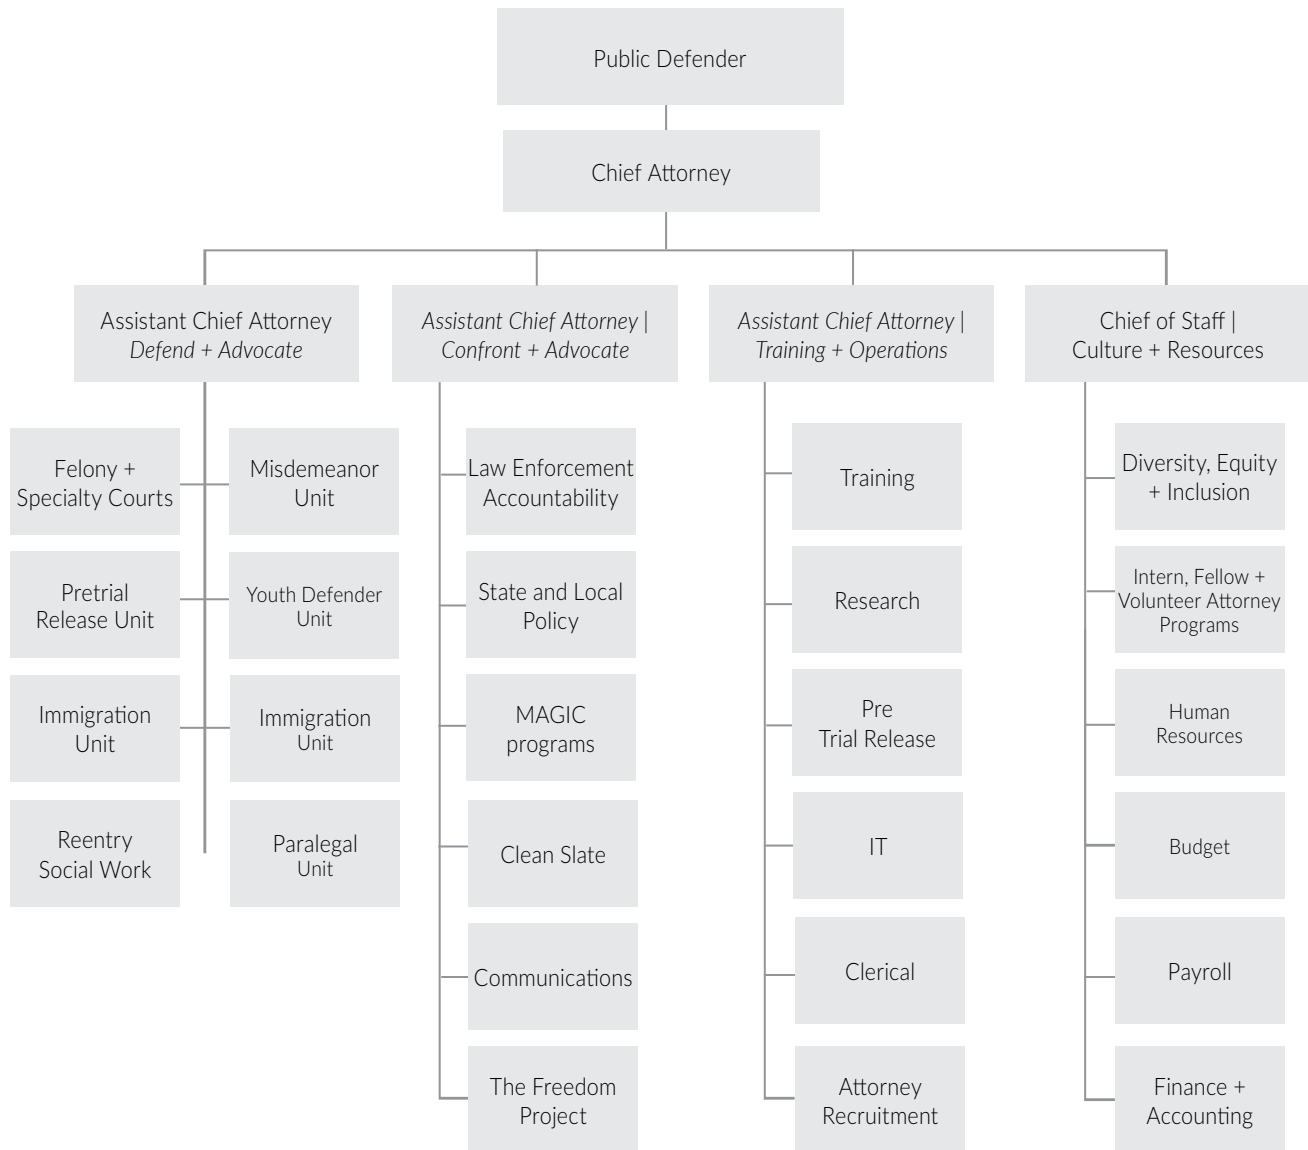 Public Defender
Chief Attorney
Assistant Chief Attorney
Defend + Advocate
Assistant Chief Attorney |
Confront + Advocate
Assistant Chief Attorney |
Training + Operations
Chief of Staff |
Culture + Resources
Felony +
Specialty Courts
Misdemeanor
Unit
Pretrial
Release Unit
Youth Defender
Unit
Immigration
Unit
Immigration
Unit
Reentry
Social Work
Paralegal
Unit
Law Enforcement
Accountability
State and Local
Policy
MAGIC
programs
Clean Slate
Communications
The Freedom
Project
Training
Research
Pre
Trial Release
IT
Clerical
Attorney
Recruitment
Diversity, Equity
+ Inclusion
Intern, Fellow +
Volunteer Attorney
Programs
Human
Resources
Budget
Payroll
Finance +
Accounting